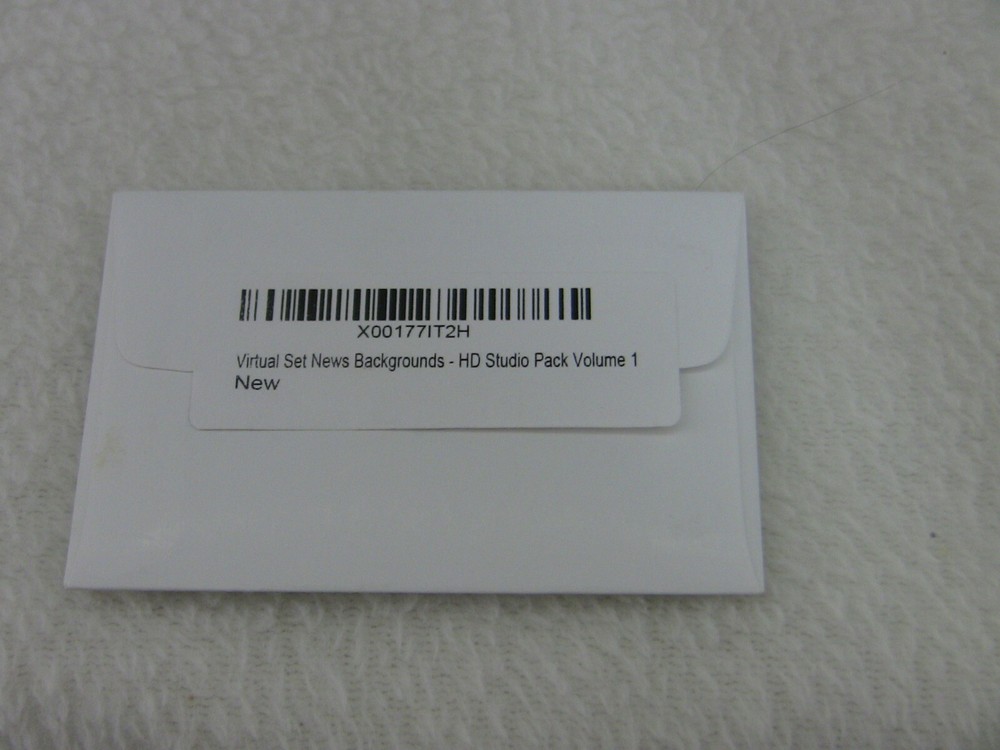 X00177IT2H
Virtual Set News Backgrounds - HD Studio Pack Volume 1
New